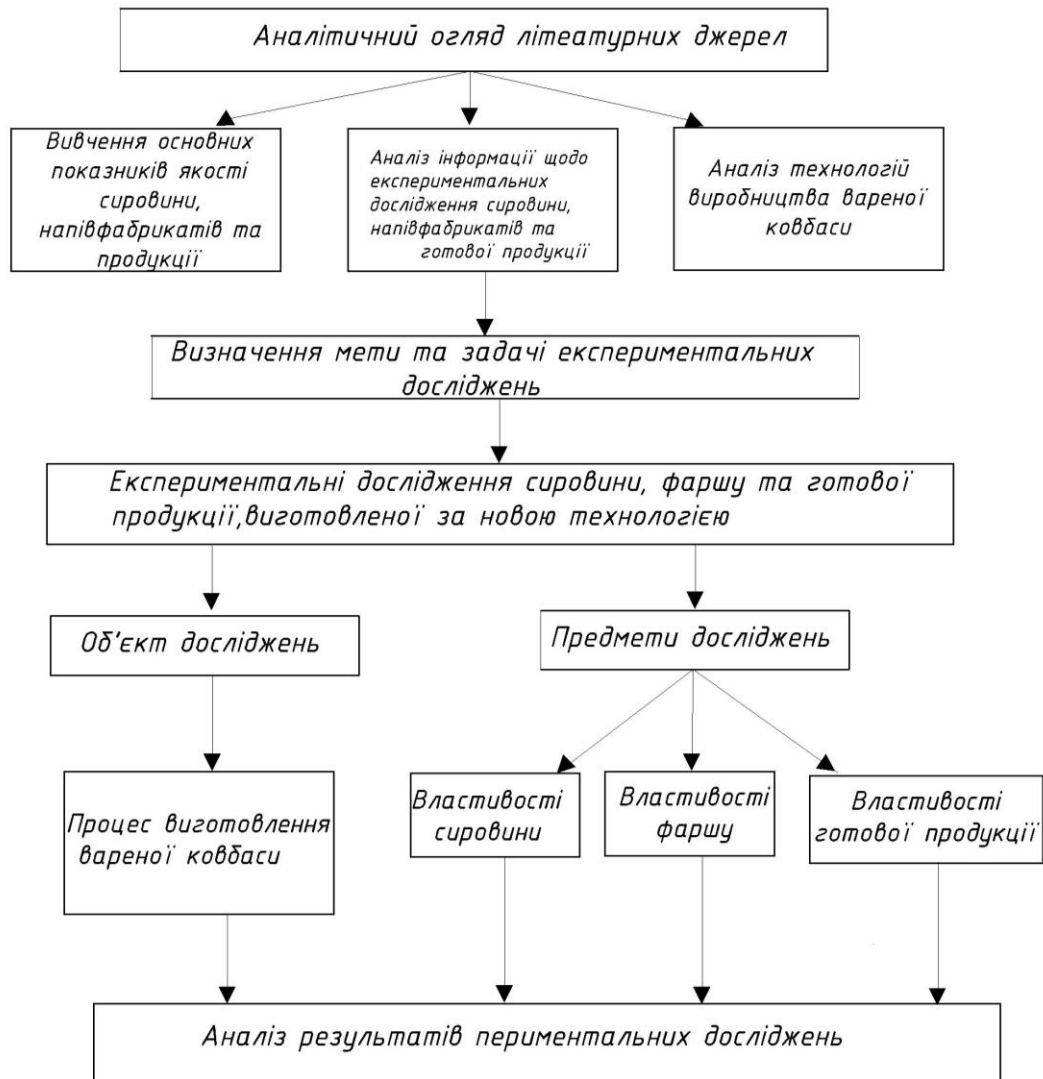 Аналітичний огляд літеатурних джерел
Вивчення основних
показників якості
сировини,
напівфабрикатів та
продукції
Аналіз інформації щодо
експериментальних
дослідження сировини,
напівфабрикатів та
готової продукції
Аналіз технологій
виробництва вареної
ковбаси
Визначення мети та задачі експериментальних
досліджень
Експериментальні дослідження сировини, фаршу та готової
продукції,виготовленої за новою технологією
Об'єкт досліджень
Предмети досліджень
Процес виготовлення
вареної ковбаси
Властивості
сировини
Властивості
фаршу
Властивості
готової продукції
Аналіз результатів периментальних досліджень